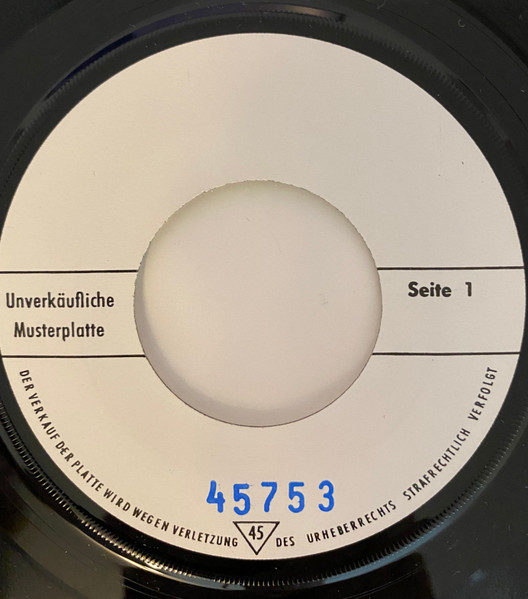 Unverkäufliche
Musterplatte
Seite 1
45753
DER VERKAUF DER PLATTE WIRD WEGEN VERLETZUNG 45 DES URHEBERRECHTS STRAFRECHTLICH VERFOLGT